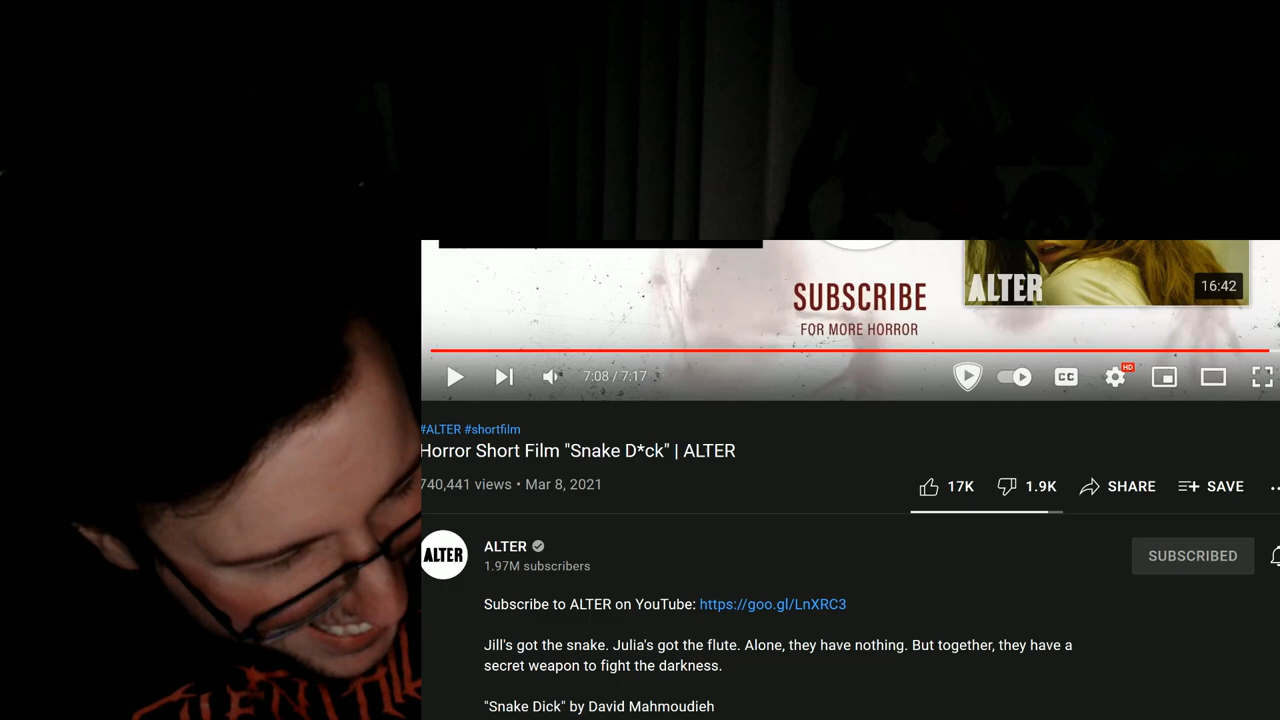 SUBSCRIBE
FOR MORE HORROR
ALTER
16:42
7:08 / 7:17
CC
HD
#ALTER #shortfilm
Horror Short Film "Snake D*ck" | ALTER
740,441 views • Mar 8, 2021
17K
1.9K
SHARE
SAVE
ALTER
ALTER
1.97M subscribers
SUBSCRIBED
Subscribe to ALTER on YouTube: https://goo.gl/LnXRC3
Jill's got the snake. Julia's got the flute. Alone, they have nothing. But together, they have a
secret weapon to fight the darkness.
"Snake Dick" by David Mahmoudieh